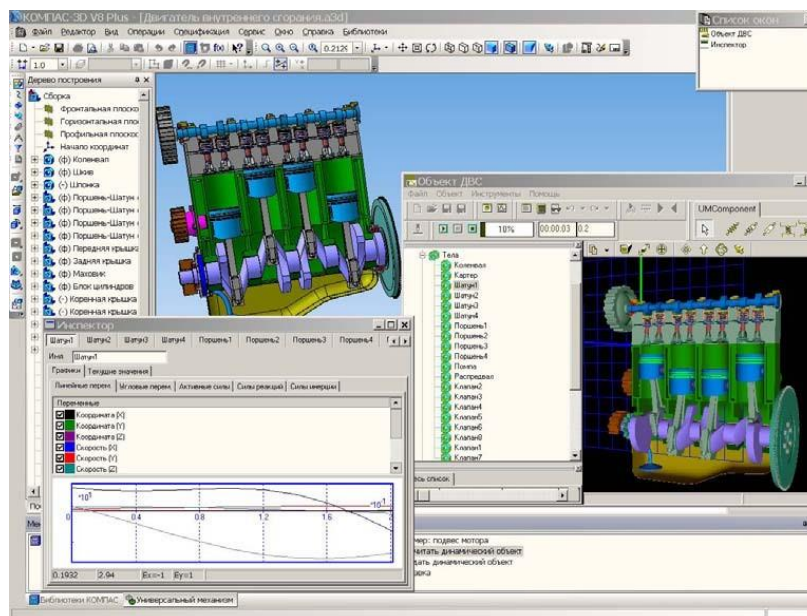 КОМПАС-3D V8 Plus - [Двигатель внутреннего сгорания.a3d]
Файл Редактор Вид Операции Спецификация Сервис Окно Справка Библиотеки
1.0
Дерево построения
Сборка
Фронтальная плоско
Горизонтальная плоск
Профильная плоскос
Начало координат
(ф) Коленвал
(ф) Шкив
(-) Шпонка
(ф) Поршень-Шатун
(ф) Поршень-Шатун
(ф) Поршень-Шатун
(ф) Поршень-Шатун
(ф) Передняя крышка
(ф) Задняя крышка
(ф) Маховик
(ф) Блок цилиндров
(-) Коренная крышка
(-) Коренная крышка
Список окон
Объект ДВС
Инспектор
Объект ДВС
Файл Объект Инструменты Помощь
UMComponent
10% 00:00:03 0.2
Тела
Коленвал
Картер
Шатун1
Шатун2
Шатун3
Шатун4
Поршень1
Поршень2
Поршень3
Поршень4
Помпа
Распредвал
Клапан2
Клапан3
Клапан4
Клапан5
Клапан6
Клапан8
Клапан1
Клапан7
есь список
Инспектор
Шатун1 Шатун2 Шатун3 Шатун4 Поршень1 Поршень2 Поршень3 Поршень4
Имя Шатун1
Графики Текущие значения
Линейные перем. Угловые перем. Активные силы Силы реакций Силы инерции
Переменные
Координата (X)
Координата (Y)
Координата (Z)
Скорость (X)
Скорость (Y)
Скорость (Z)
0 0.4 0.8 1.2 1.6
0.1932 2.94 Ex=-1 Ey=1
мер: подвес мотора
читать динамический объект
дать динамический объект
авка
Библиотеки КОМПАС Универсальный механизм